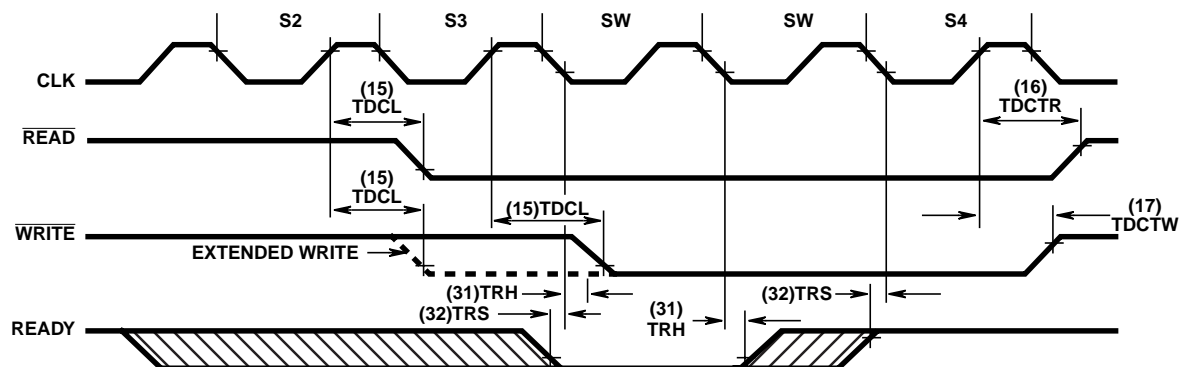 S2 S3 SW SW S4
CLK
(15)
TDCL
(16)
TDCTR
READ
(15)
TDCL
(15)TDCL
(17)
TDCTW
WRITE
EXTENDED WRITE
(31)TRH
(32)TRS
(31)
TRH
(32)TRS
READY